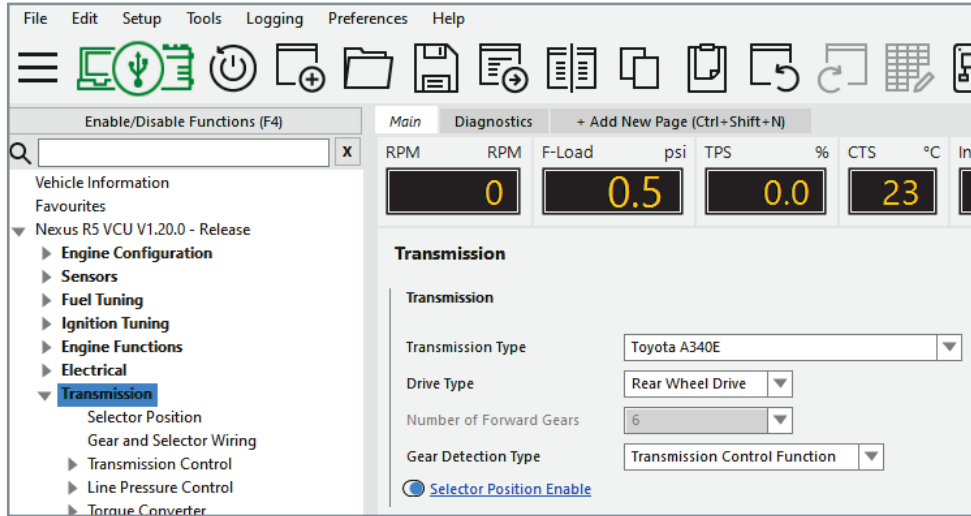 File Edit Setup Tools Logging Preferences Help
Enable/Disable Functions (F4)
X
Vehicle Information
Favourites
Nexus R5 VCU V1.20.0 - Release
Engine Configuration
Sensors
Fuel Tuning
Ignition Tuning
Engine Functions
Electrical
Transmission
Selector Position
Gear and Selector Wiring
Transmission Control
Line Pressure Control
Torque Converter
Main Diagnostics + Add New Page (Ctrl+Shift+N)
RPM RPM F-Load psi TPS % CTS °C In
0 0.5 0.0 23
Transmission
Transmission
Transmission Type Toyota A340E
Drive Type Rear Wheel Drive
Number of Forward Gears 6
Gear Detection Type Transmission Control Function
Selector Position Enable